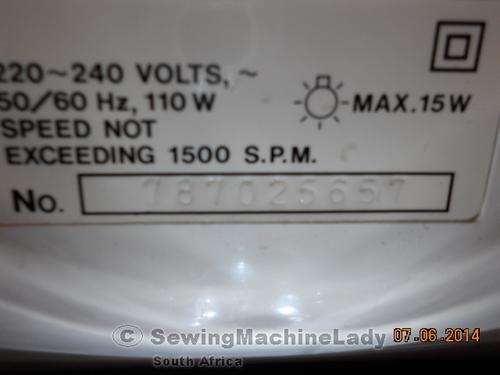 220~240 VOLTS, ~
50/60 Hz, 110 W
MAX. 15 W
SPEED NOT
EXCEEDING 1500 S.P.M.
No. 787025657
© SewingMachineLady
South Africa
07.06.2014